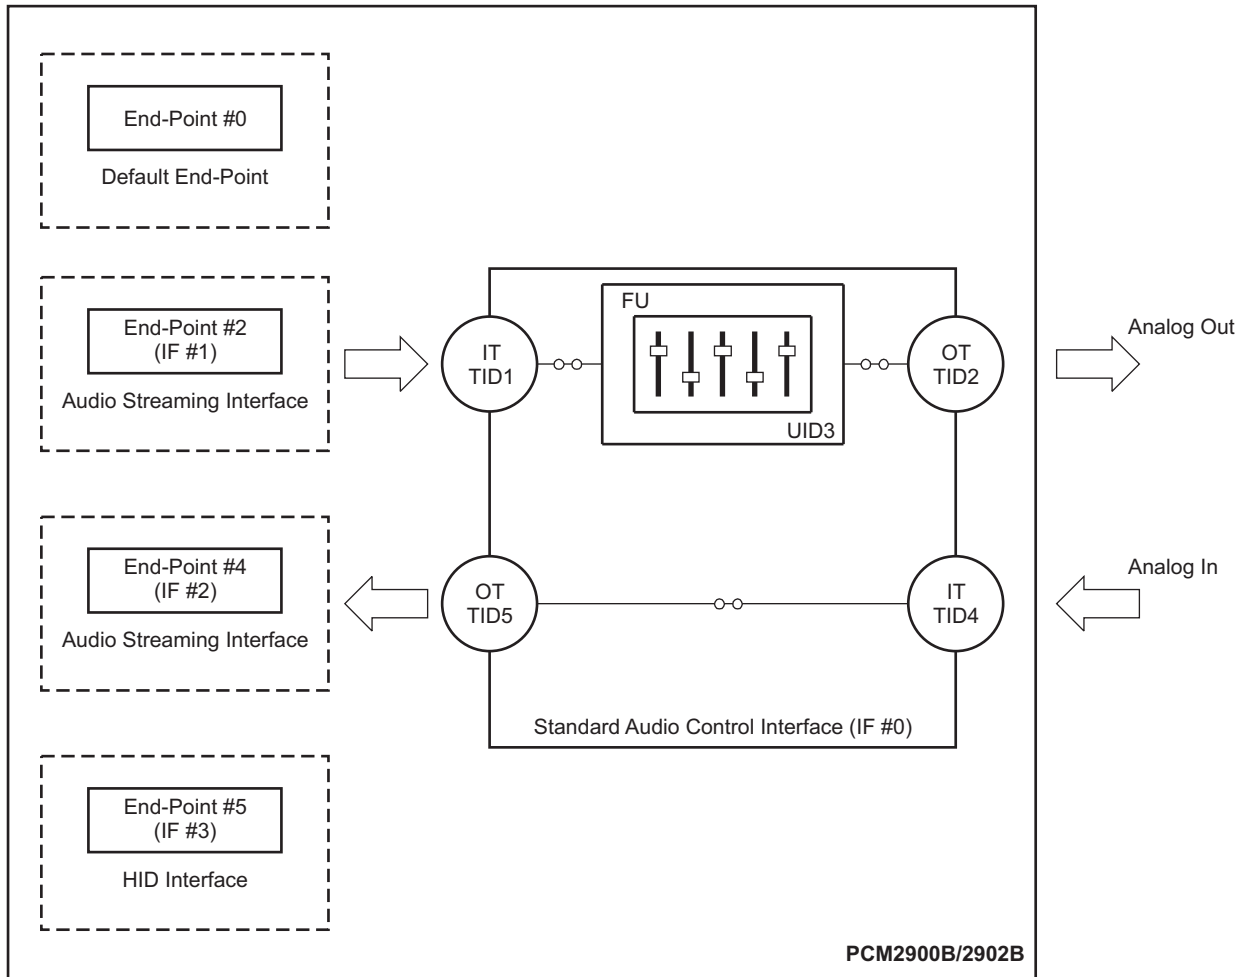 End-Point #0
Default End-Point
End-Point #2
(IF #1)
Audio Streaming Interface
IT
TID1
FU
UID3
OT
TID2
Analog Out
End-Point #4
(IF #2)
Audio Streaming Interface
OT
TID5
IT
TID4
Analog In
Standard Audio Control Interface (IF #0)
End-Point #5
(IF #3)
HID Interface
PCM2900B/2902B